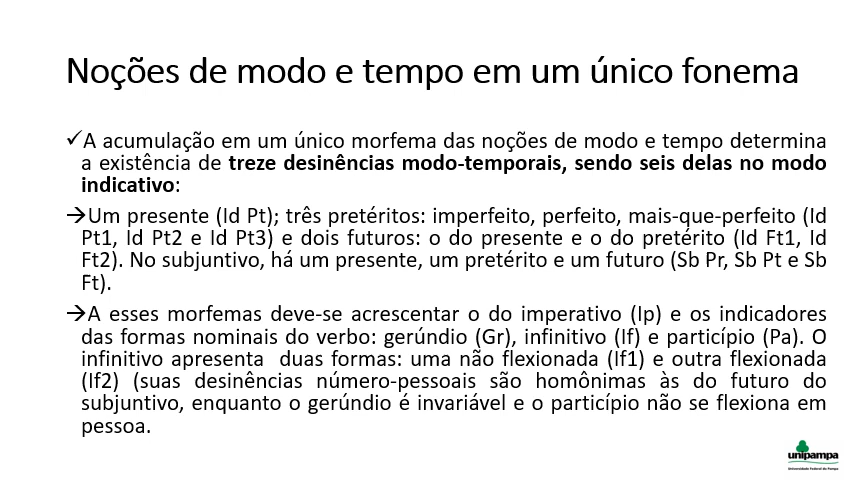 Noções de modo e tempo em um único fonema
✓A acumulação em um único morfema das noções de modo e tempo determina
a existência de treze desinências modo-temporais, sendo seis delas no modo
indicativo:
→Um presente (Id Pt); três pretéritos: imperfeito, perfeito, mais-que-perfeito (Id
Pt1, Id Pt2 e Id Pt3) e dois futuros: o do presente e o do pretérito (Id Ft1, Id
Ft2). No subjuntivo, há um presente, um pretérito e um futuro (Sb Pr, Sb Pt e Sb
Ft).
→A esses morfemas deve-se acrescentar o do imperativo (Ip) e os indicadores
das formas nominais do verbo: gerúndio (Gr), infinitivo (If) e particípio (Pa). O
infinitivo apresenta  duas formas: uma não flexionada (If1) e outra flexionada
(If2) (suas desinências número-pessoais são homônimas às do futuro do
subjuntivo, enquanto o gerúndio é invariável e o particípio não se flexiona em
pessoa.
unipampa
Universidade Federal do Pampa